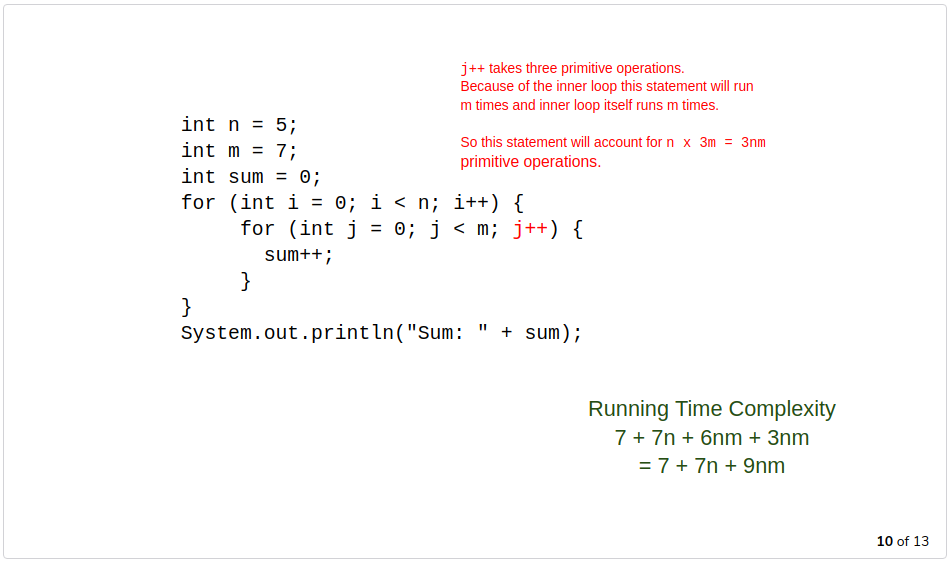 j++ takes three primitive operations.
Because of the inner loop this statement will run
m times and inner loop itself runs m times.
So this statement will account for n x 3m = 3nm
primitive operations.
int n = 5;
int m = 7;
int sum = 0;
for (int i = 0; i < n; i++) {
for (int j = 0; j < m; j++) {
sum++;
}
}
System.out.println("Sum: " + sum);
Running Time Complexity
7 + 7n + 6nm + 3nm
= 7 + 7n + 9nm
10 of 13